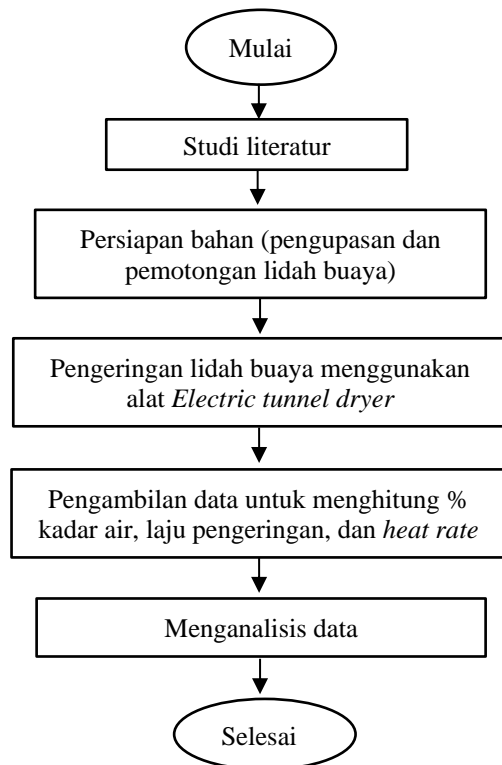 Mulai
Studi literatur
Persiapan bahan (pengupasan dan
pemotongan lidah buaya)
Pengeringan lidah buaya menggunakan
alat Electric tunnel dryer
Pengambilan data untuk menghitung %
kadar air, laju pengeringan, dan heat rate
Menganalisis data
Selesai